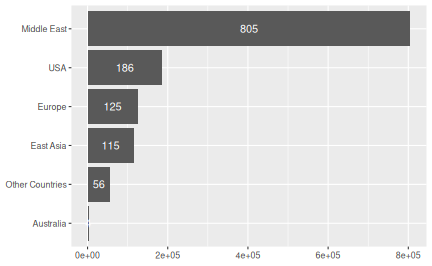 Middle East
805
USA
186
Europe
125
East Asia
115
Other Countries
56
Australia
0e+00 2e+05 4e+05 6e+05 8e+05